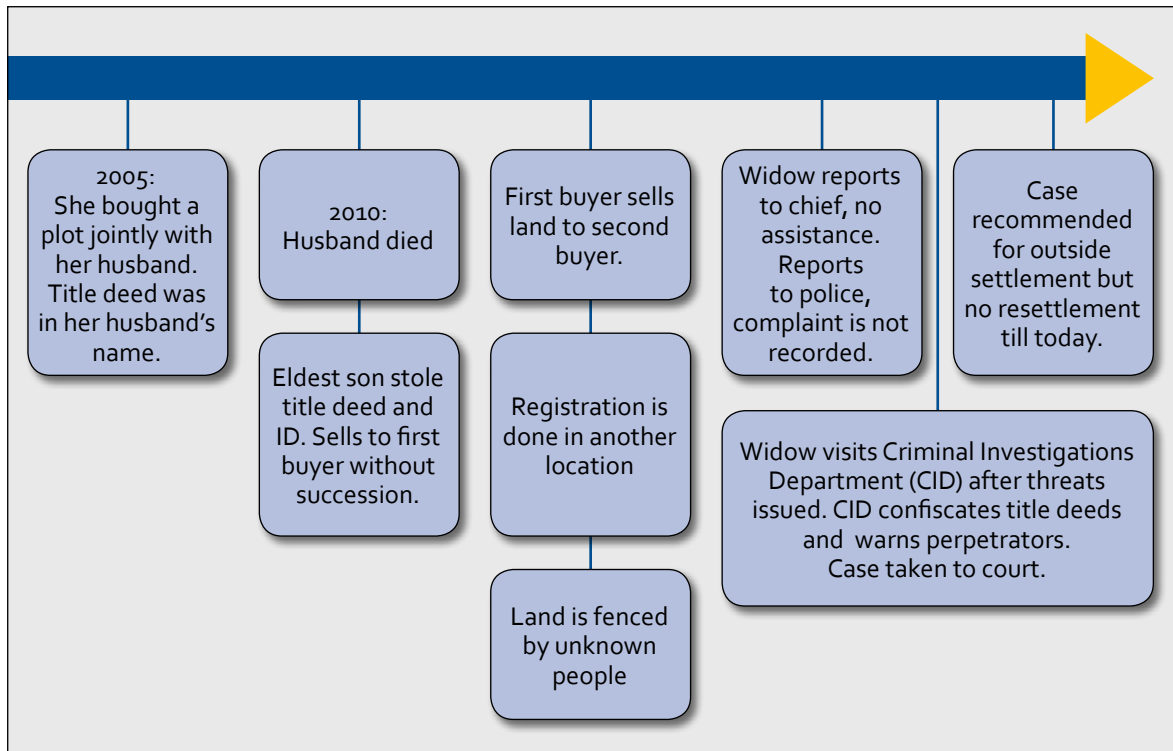 2005:
She bought a
plot jointly with
her husband.
Title deed was
in her husband's
name.
2010:
Husband died
Eldest son stole
title deed and
ID. Sells to first
buyer without
succession.
First buyer sells
land to second
buyer.
Registration is
done in another
location
Land is fenced
by unknown
people
Widow reports
to chief, no
assistance.
Reports
to police,
complaint is not
recorded.
Widow visits Criminal Investigations
Department (CID) after threats
issued. CID confiscates title deeds
and warns perpetrators.
Case taken to court.
Case
recommended
for outside
settlement but
no resettlement
till today.